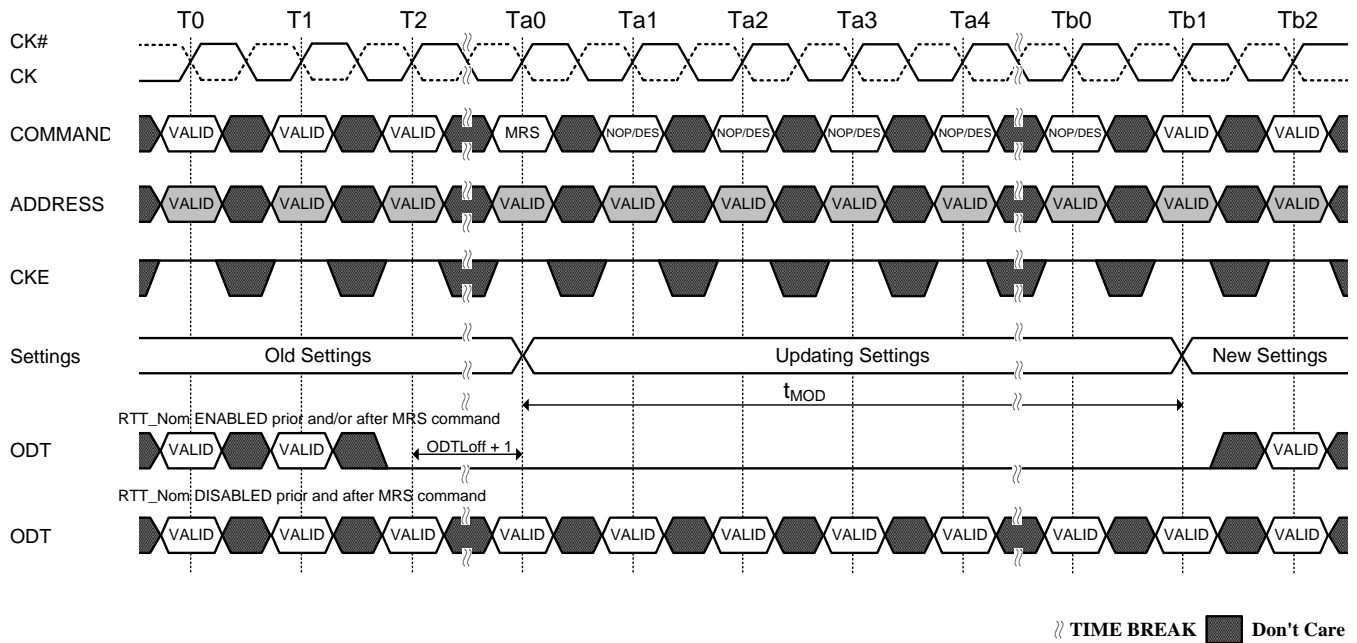 T0 T1 T2 Ta0 Ta1 Ta2 Ta3 Ta4 Tb0 Tb1 Tb2
CK#
CK
COMMAND VALID VALID VALID MRS NOP/DES NOP/DES NOP/DES NOP/DES NOP/DES VALID VALID
ADDRESS VALID VALID VALID VALID VALID VALID VALID VALID VALID VALID VALID
CKE
Settings Old Settings Updating Settings New Settings
tMOD
RTT_Nom ENABLED prior and/or after MRS command
ODT VALID VALID ODTLoff + 1 VALID
RTT_Nom DISABLED prior and after MRS command
ODT VALID VALID VALID VALID VALID VALID VALID VALID VALID VALID VALID
TIME BREAK Don't Care